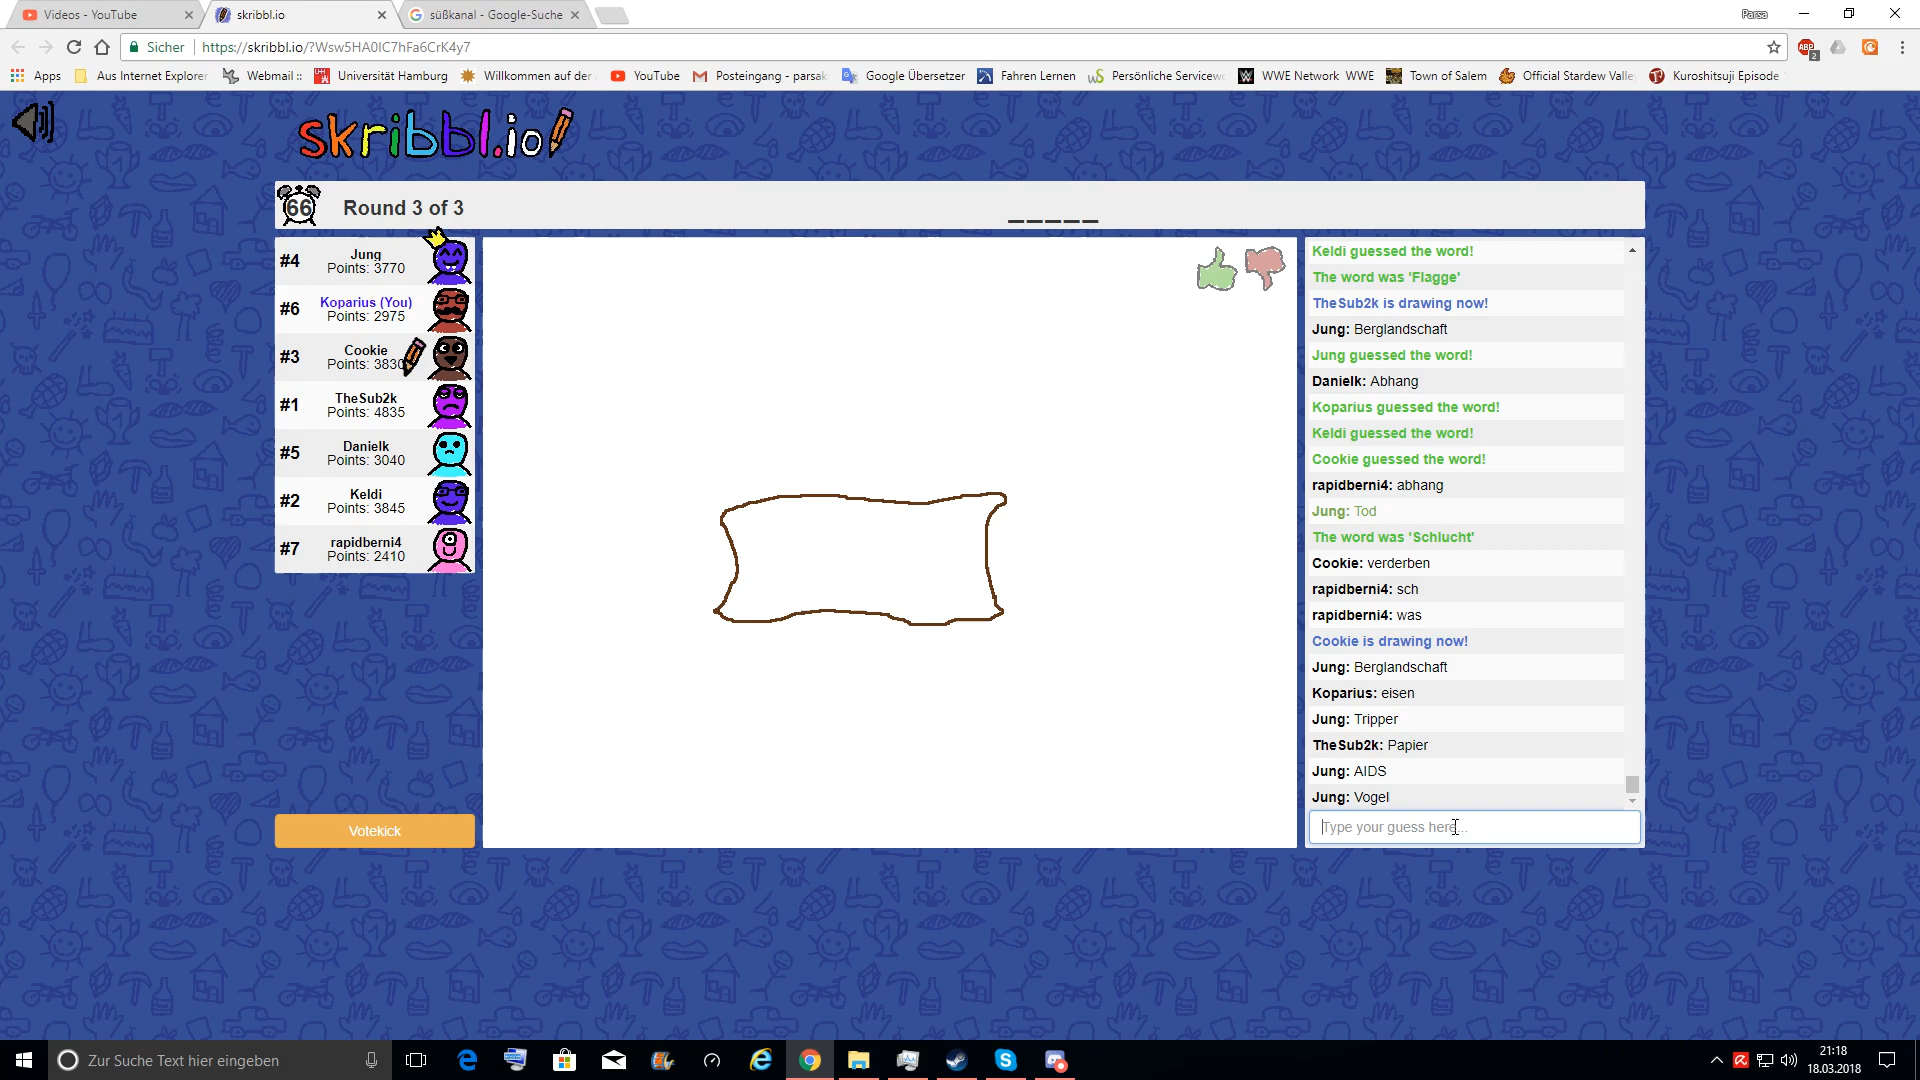 Videos - YouTube
skribbl.io
süßkanal - Google-Suche
Parsa
Sicher
https://skribbl.io/?Wsw5HA0IC7hFa6CrK4y7
ABP
2
Apps
Aus Internet Explorer
Webmail ::
Universität Hamburg
Willkommen auf der
YouTube
Posteingang - parsak
Google Übersetzer
Fahren Lernen
Persönliche Service
WWE Network WWE
Town of Salem
Official Stardew Valle
Kuroshitsuji Episode
skribbl.io
66
Round 3 of 3
_ _ _ _ _
#4
Jung
Points: 3770
#6
Koparius (You)
Points: 2975
#3
Cookie
Points: 3830
#1
TheSub2k
Points: 4835
#5
Danielk
Points: 3040
#2
Keldi
Points: 3845
#7
rapidberni4
Points: 2410
Votekick
Keldi guessed the word!
The word was 'Flagge'
TheSub2k is drawing now!
Jung: Berglandschaft
Jung guessed the word!
Danielk: Abhang
Koparius guessed the word!
Keldi guessed the word!
Cookie guessed the word!
rapidberni4: abhang
Jung: Tod
The word was 'Schlucht'
Cookie: verderben
rapidberni4: sch
rapidberni4: was
Cookie is drawing now!
Jung: Berglandschaft
Koparius: eisen
Jung: Tripper
TheSub2k: Papier
Jung: AIDS
Jung: Vogel
Type your guess here...
Zur Suche Text hier eingeben
21:18
18.03.2018